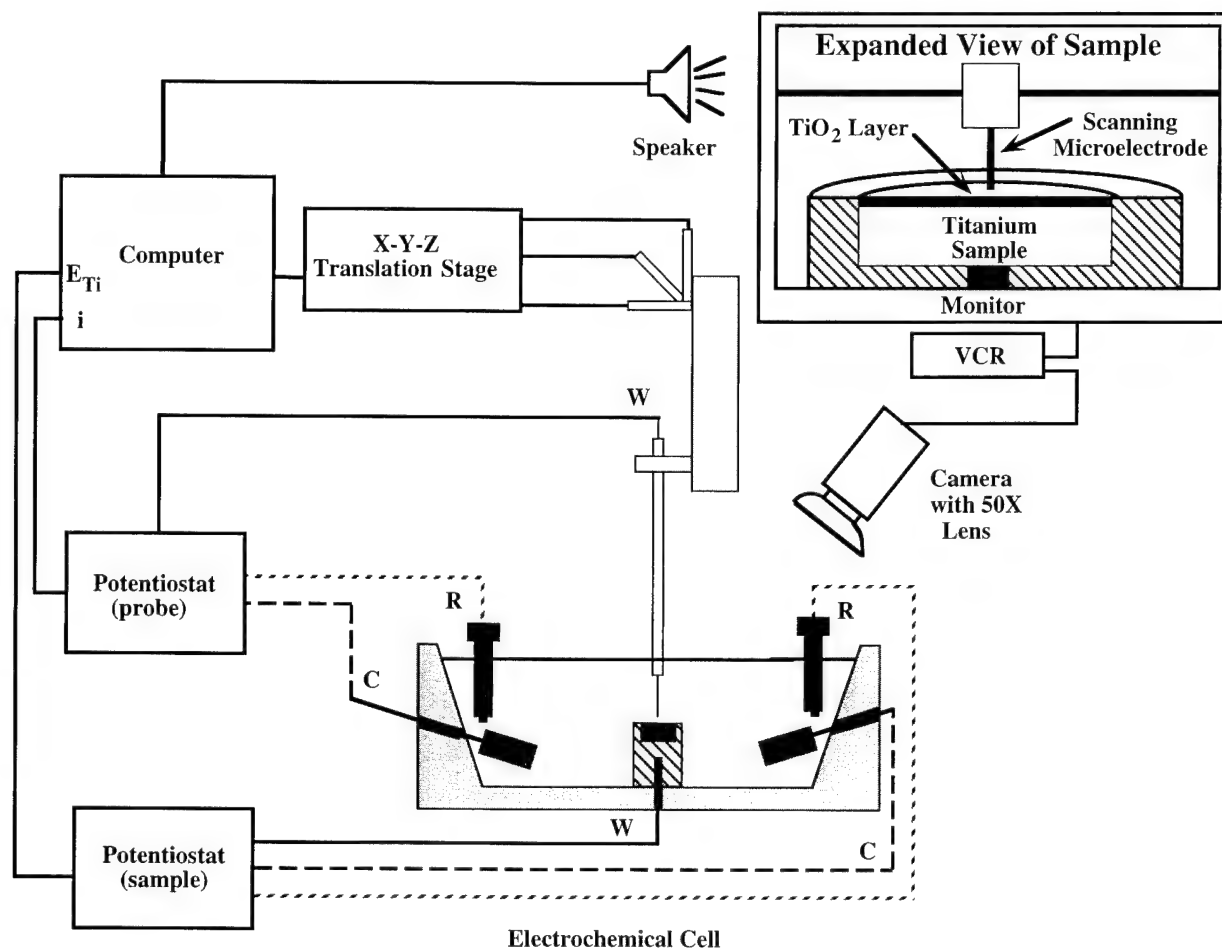 Expanded View of Sample
TiO₂ Layer
Scanning
Microelectrode
Titanium
Sample
Monitor
Speaker
Computer
E_Ti
i
X-Y-Z
Translation Stage
VCR
W
Camera
with 50X
Lens
Potentiostat
(probe)
R
R
C
W
C
Potentiostat
(sample)
Electrochemical Cell